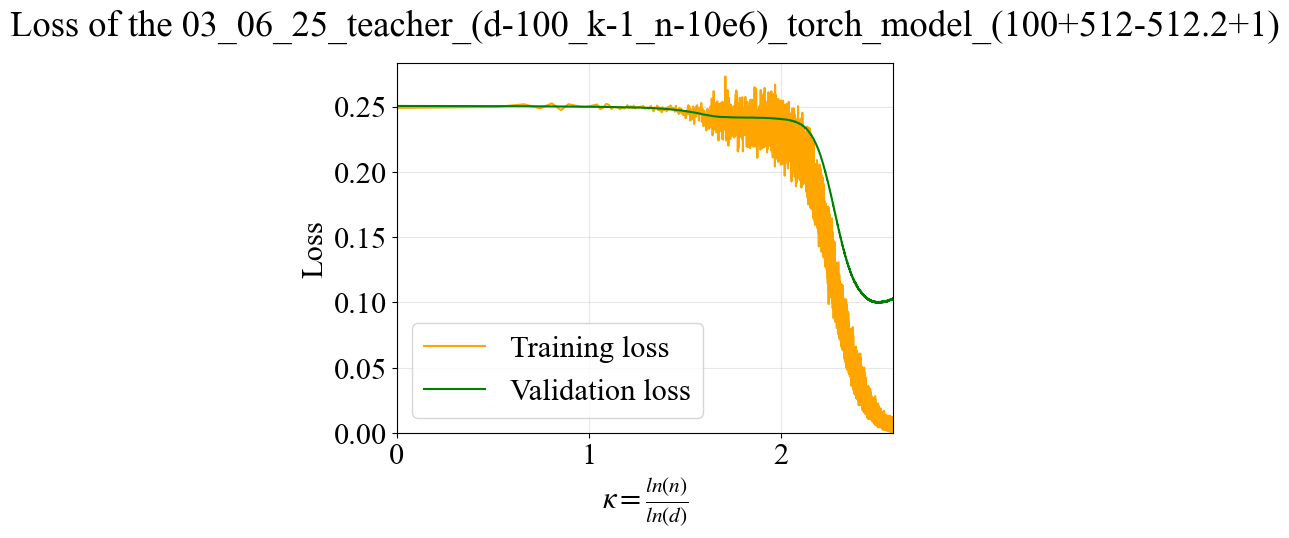 Loss of the 03_06_25_teacher_(d-100_k-1_n-10e6)_torch_model_(100+512-512.2+1)
0.25
0.20
0.15
0.10
0.05
0.00
Loss
Training loss
Validation loss
0 1 2
κ = ln(n)/ln(d)